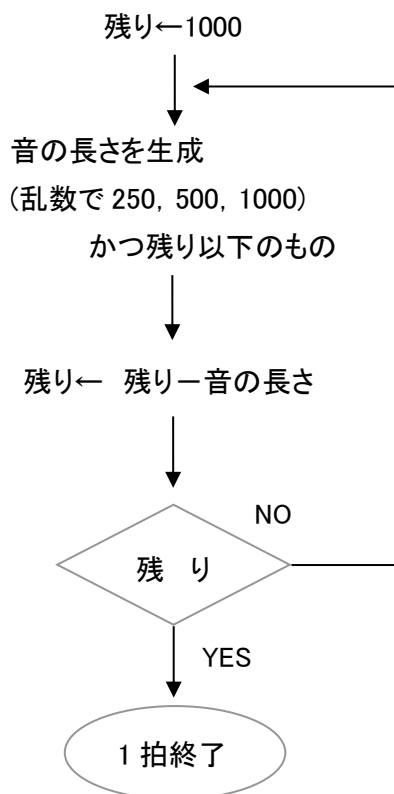 残り←1000
音の長さを生成
(乱数で 250, 500, 1000)
かつ残り以下のもの
残り← 残り－音の長さ
NO
残 り
YES
1 拍終了